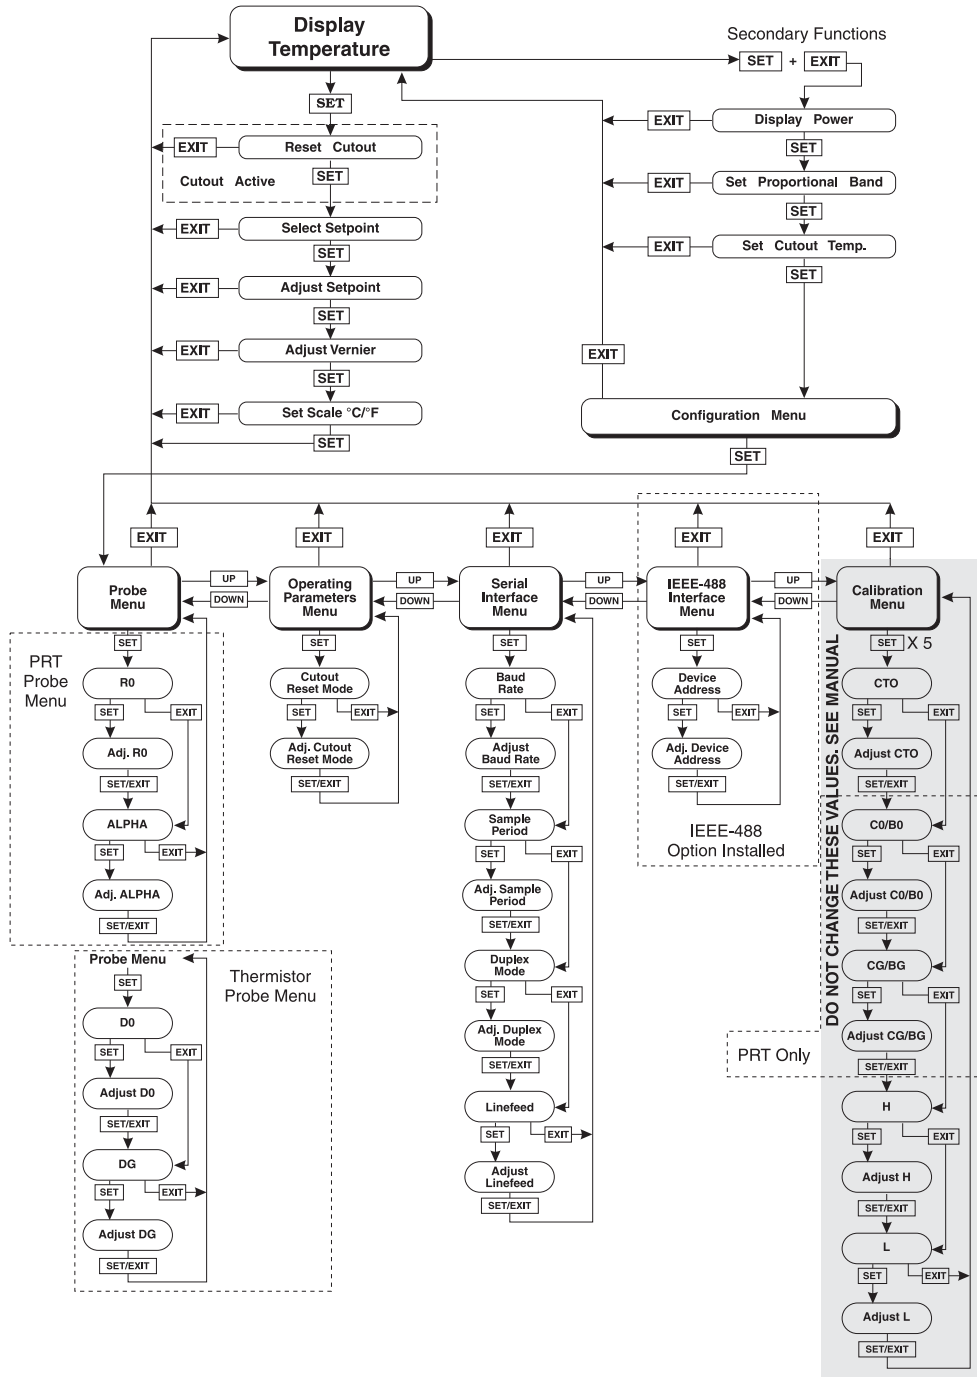 Display
Temperature
Secondary Functions
SET + EXIT
SET
EXIT Reset Cutout
SET
Cutout Active
EXIT Select Setpoint
SET
EXIT Adjust Setpoint
SET
EXIT Adjust Vernier
SET
EXIT Set Scale °C/°F
SET
EXIT Display Power
SET
EXIT Set Proportional Band
SET
EXIT Set Cutout Temp.
SET
EXIT
Configuration Menu
SET
EXIT
EXIT
EXIT
EXIT
EXIT
Probe
Menu
UP
DOWN
Operating
Parameters
Menu
UP
DOWN
Serial
Interface
Menu
UP
DOWN
IEEE-488
Interface
Menu
UP
DOWN
Calibration
Menu
PRT
Probe
Menu
SET
R0
SET EXIT
Adj. R0
SET/EXIT
ALPHA
SET EXIT
Adj. ALPHA
SET/EXIT
Probe Menu
Thermistor
Probe Menu
SET
D0
SET EXIT
Adjust D0
SET/EXIT
DG
SET EXIT
Adjust DG
SET/EXIT
SET
Cutout
Reset Mode
SET EXIT
Adj. Cutout
Reset Mode
SET/EXIT
SET
Baud
Rate
SET EXIT
Adjust
Baud Rate
SET/EXIT
Sample
Period
SET EXIT
Adj. Sample
Period
SET/EXIT
Duplex
Mode
SET EXIT
Adj. Duplex
Mode
SET/EXIT
Linefeed
SET EXIT
Adjust
Linefeed
SET/EXIT
SET
Device
Address
SET EXIT
Adj. Device
Address
SET/EXIT
IEEE-488
Option Installed
DO NOT CHANGE THESE VALUES. SEE MANUAL
SET X 5
CTO
SET EXIT
Adjust CTO
SET/EXIT
C0/B0
SET EXIT
Adjust C0/B0
SET/EXIT
CG/BG
SET EXIT
Adjust CG/BG
SET/EXIT
PRT Only
H
SET EXIT
Adjust H
SET/EXIT
L
SET EXIT
Adjust L
SET/EXIT